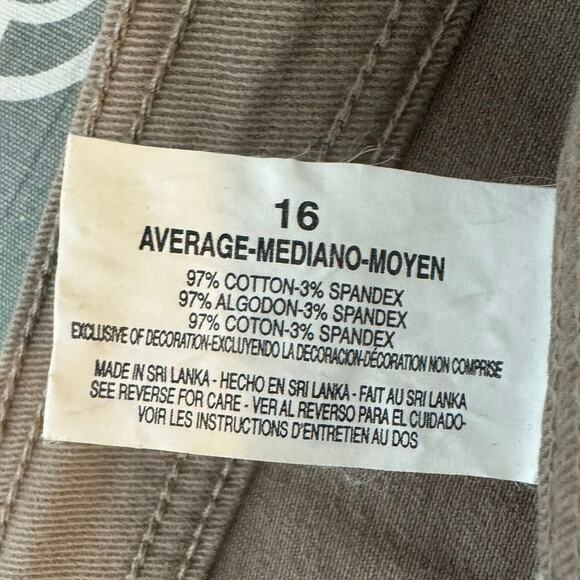 16
AVERAGE-MEDIANO-MOYEN
97% COTTON-3% SPANDEX
97% ALGODON-3% SPANDEX
97% COTON-3% SPANDEX
EXCLUSIVE OF DECORATION-EXCLUYENDO LA DECORACION-DÉCORATION NON COMPRISE
MADE IN SRI LANKA - HECHO EN SRI LANKA - FAIT AU SRI LANKA
SEE REVERSE FOR CARE - VER AL REVERSO PARA EL CUIDADO-
VOIR LES INSTRUCTIONS D'ENTRETIEN AU DOS